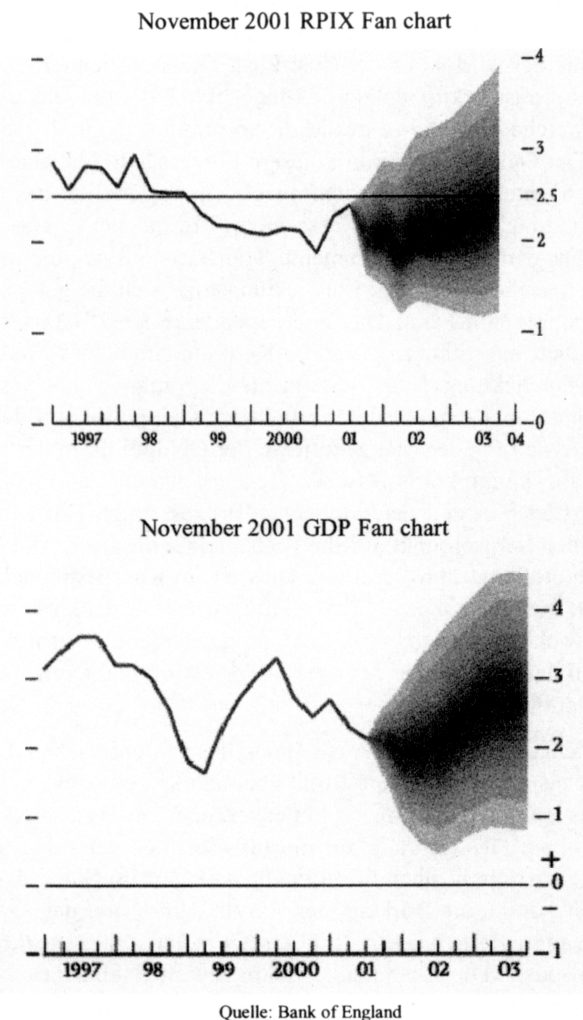 November 2001 RPIX Fan chart
4
3
2.5
2
1
0
1997 98 99 2000 01 02 03 04
November 2001 GDP Fan chart
4
3
2
1
+
0
−
1
1997 98 99 2000 01 02 03
Quelle: Bank of England